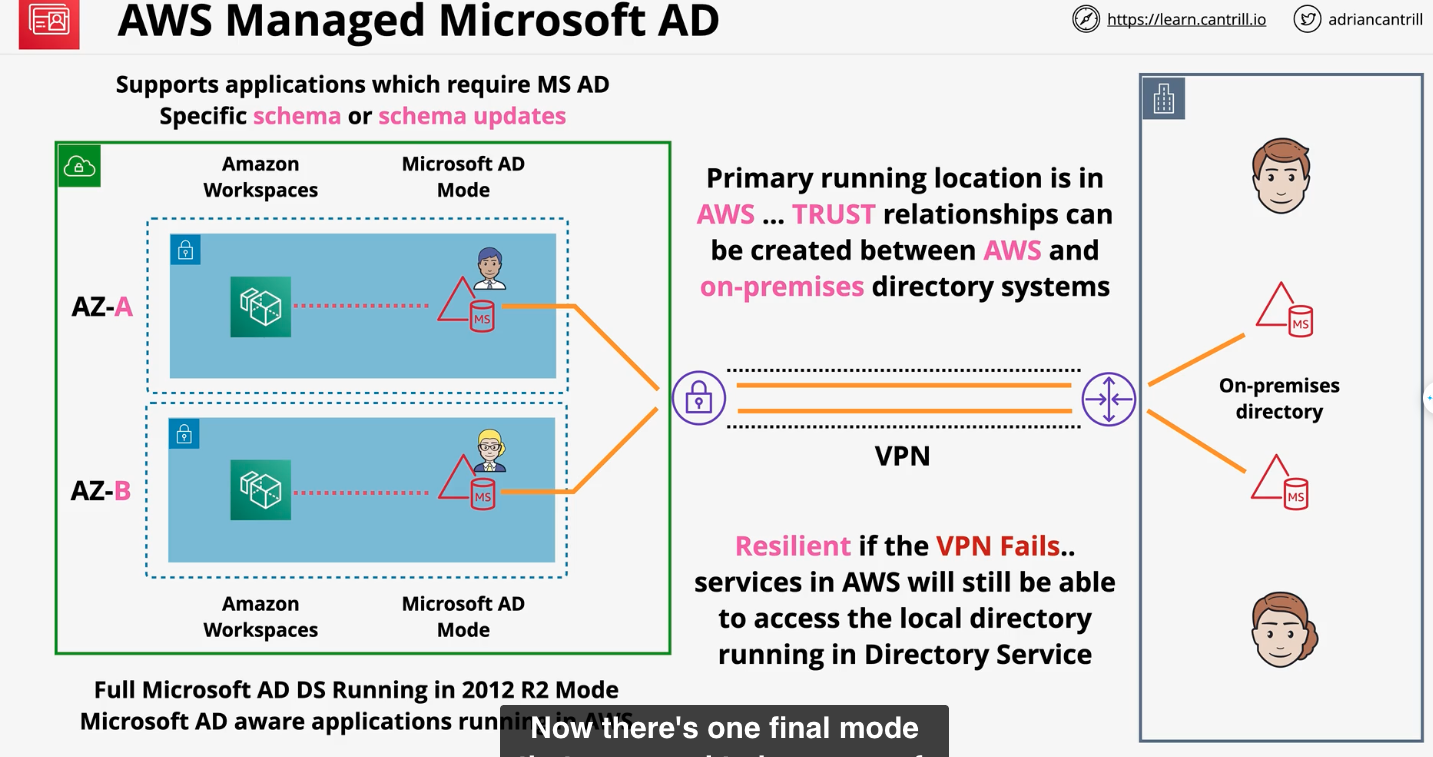 AWS Managed Microsoft AD
https://learn.cantrill.io
adriancantrill
Supports applications which require MS AD
Specific schema or schema updates
Amazon
Workspaces
Microsoft AD
Mode
AZ-A
MS
AZ-B
MS
Amazon
Workspaces
Microsoft AD
Mode
Full Microsoft AD DS Running in 2012 R2 Mode
Microsoft AD aware applications running in AWS
Primary running location is in
AWS ... TRUST relationships can
be created between AWS and
on-premises directory systems
VPN
Resilient if the VPN Fails..
services in AWS will still be able
to access the local directory
running in Directory Service
MS
On-premises
directory
MS
Now there's one final mode